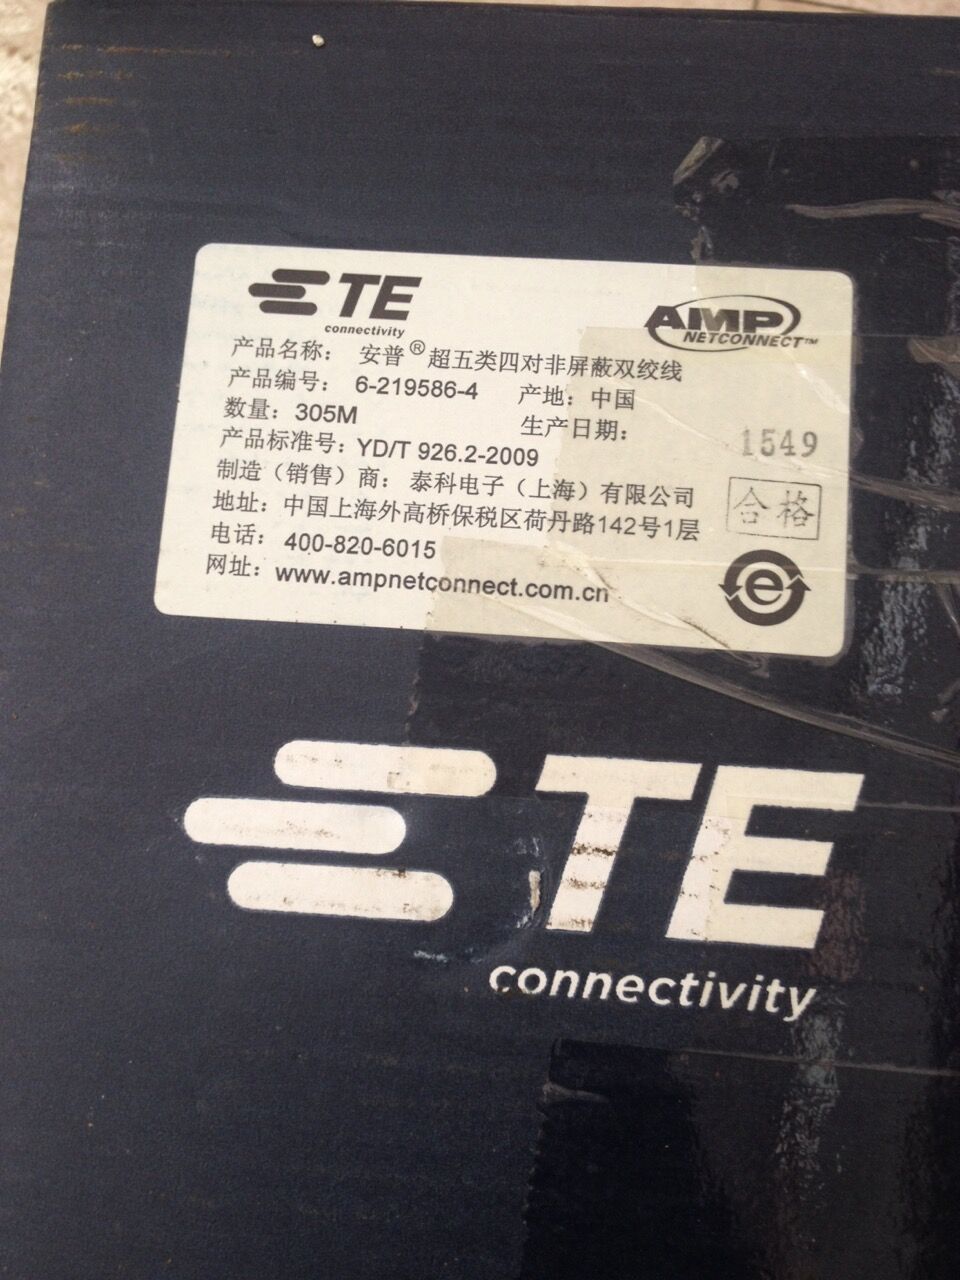 TE
connectivity
AMP
NETCONNECT™
产品名称： 安普®超五类四对非屏蔽双绞线
产品编号： 6-219586-4 产地：中国
数量：305M 生产日期： 1549
产品标准号：YD/T 926.2-2009
制造（销售）商：泰科电子（上海）有限公司
合格
地址：中国上海外高桥保税区荷丹路142号1层
电话：400-820-6015
网址：www.ampnetconnect.com.cn
e
TE
connectivity